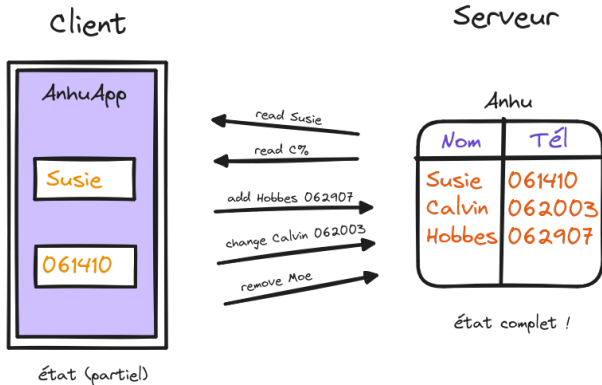 Client
Serveur
AnhuApp
Susie
061410
état (partiel)
read Susie
read C%
add Hobbes 062907
change Calvin 062003
remove Moe
Anhu
Nom Tél
Susie 061410
Calvin 062003
Hobbes 062907
état complet !